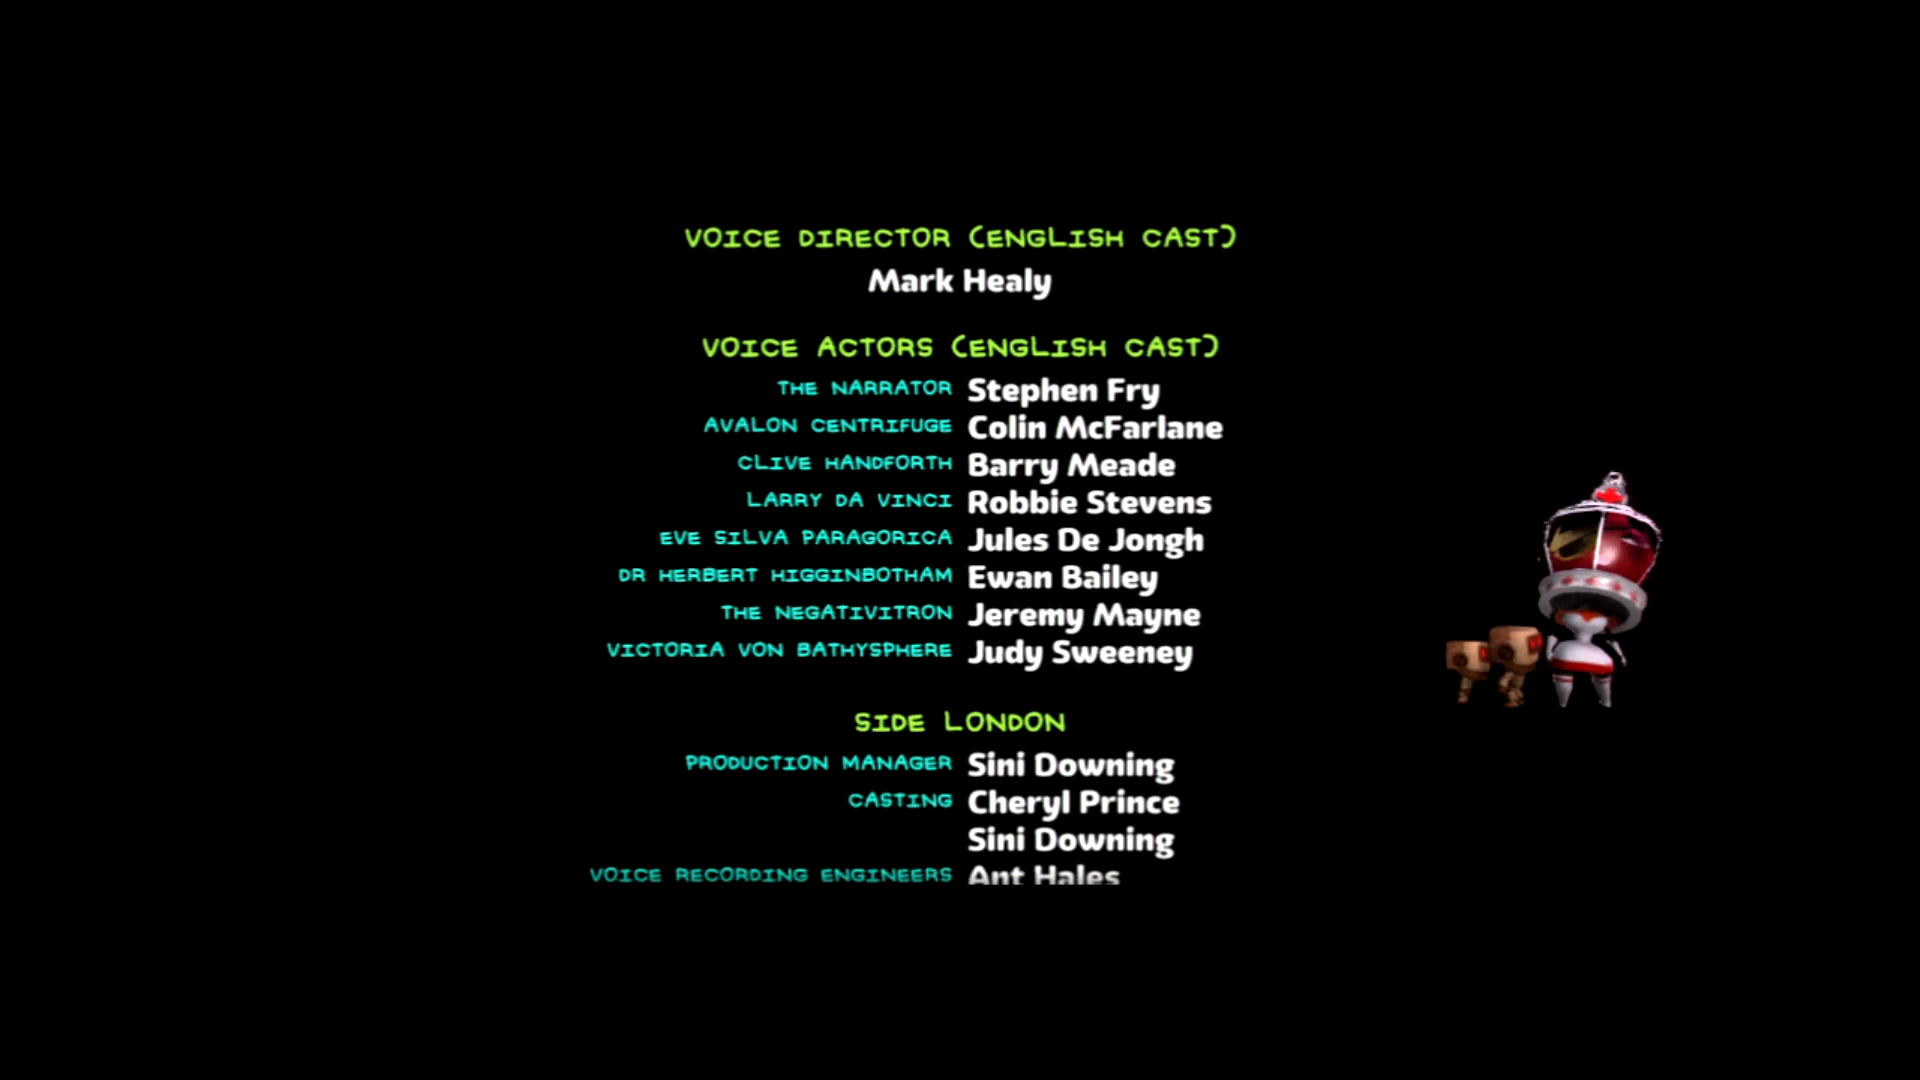 VOICE DIRECTOR (ENGLISH CAST)
Mark Healy
VOICE ACTORS (ENGLISH CAST)
THE NARRATOR Stephen Fry
AVALON CENTRIFUGE Colin McFarlane
CLIVE HANDFORTH Barry Meade
LARRY DA VINCI Robbie Stevens
EVE SILVA PARAGORICA Jules De Jongh
DR HERBERT HIGGINBOTHAM Ewan Bailey
THE NEGATIVITRON Jeremy Mayne
VICTORIA VON BATHYSPHERE Judy Sweeney
SIDE LONDON
PRODUCTION MANAGER Sini Downing
CASTING Cheryl Prince
Sini Downing
VOICE RECORDING ENGINEERS Ant Hales